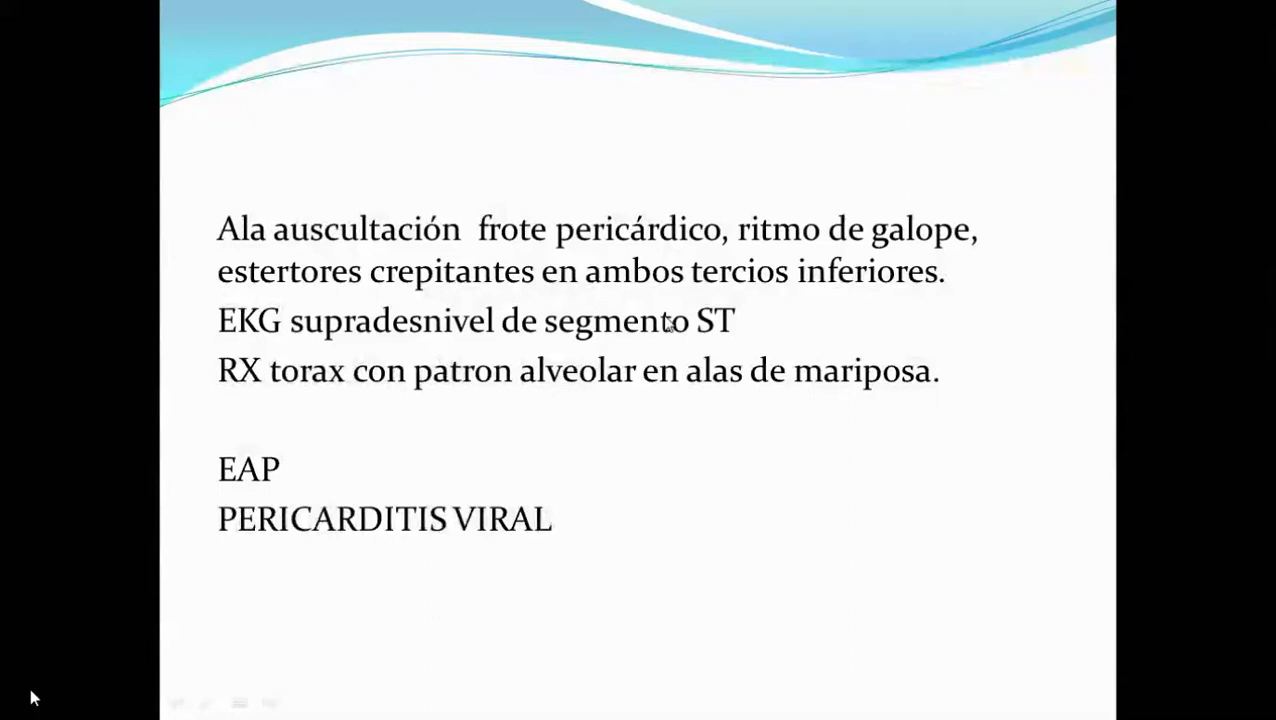 Ala auscultación frote pericárdico, ritmo de galope,
estertores crepitantes en ambos tercios inferiores.
EKG supradesnivel de segmento ST
RX torax con patron alveolar en alas de mariposa.
EAP
PERICARDITIS VIRAL